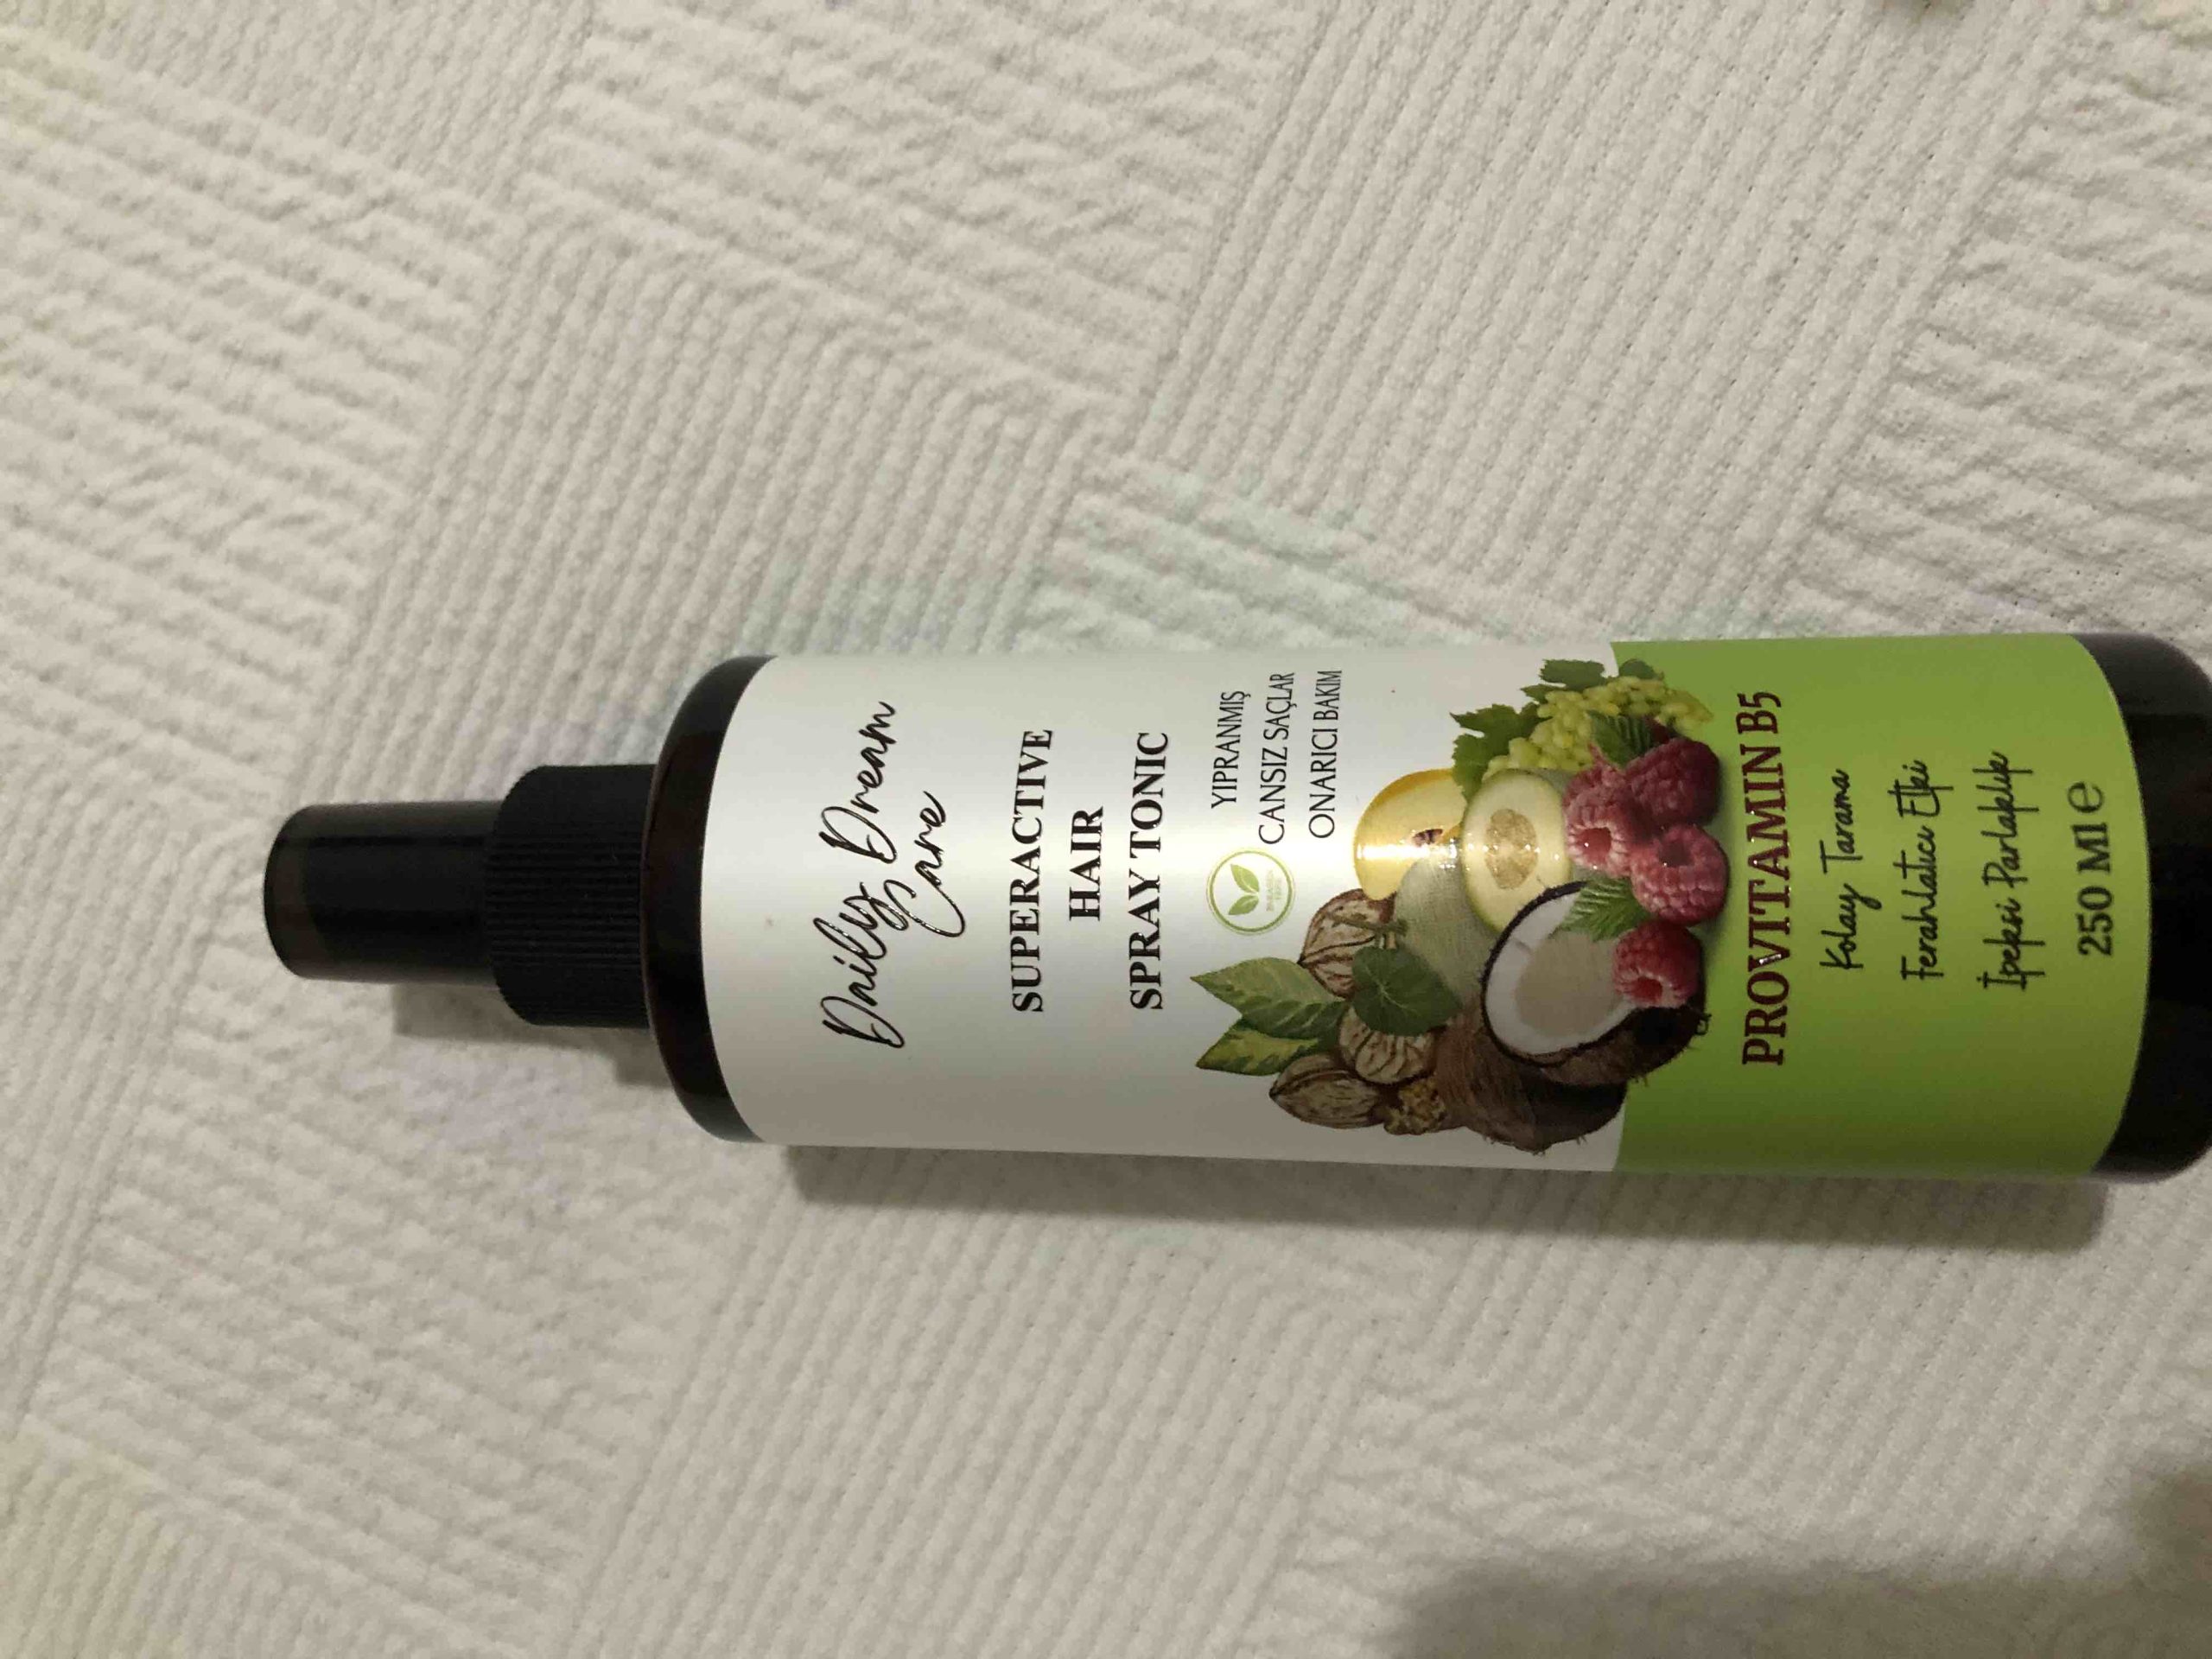 Daily Dream
Care
SUPERACTIVE
HAIR
SPRAY TONIC
YIPRANMIŞ
CANSIZ SAÇLAR
ONARICI BAKIM
PROVITAMIN B5
Kolay Tarama
Ferahlatıcı Etki
İpeksi Parlaklık
250 Ml e